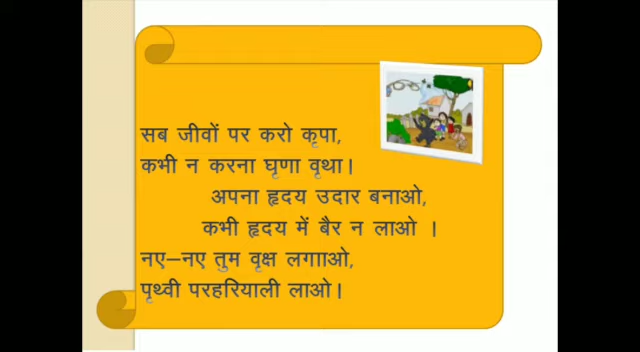 सब जीवों पर करो कृपा,
कभी न करना घृणा वृथा।
अपना हृदय उदार बनाओ,
कभी हृदय में बैर न लाओ ।
नए–नए तुम वृक्ष लगााओ,
पृथ्वी परहरियाली लाओ।